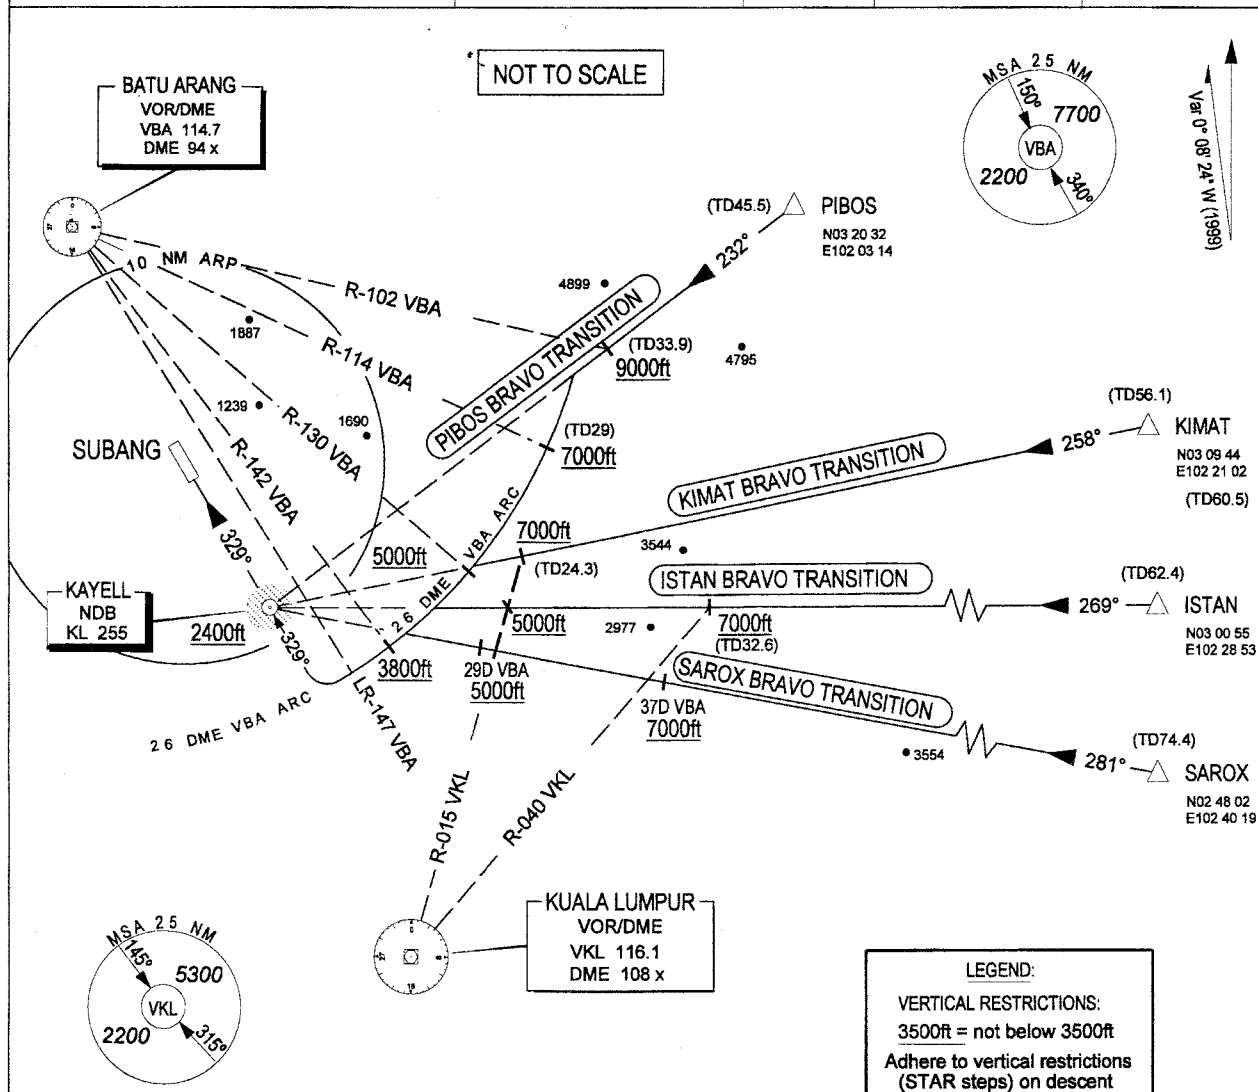 NOT TO SCALE
BATU ARANG
VOR/DME
VBA 114.7
DME 94 x
MSA 25 NM
150°
7700
VBA
2200
340°
Var 0° 08' 24" W (1999)
(TD45.5)
PIBOS
N03 20 32
E102 03 14
232°
10 NM ARP
R-102 VBA
4899
PIBOS BRAVO TRANSITION
(TD33.9)
9000ft
4795
1887
R-114 VBA
1239
R-130 VBA
1690
(TD29)
7000ft
(TD56.1)
KIMAT
258°
N03 09 44
E102 21 02
(TD60.5)
KIMAT BRAVO TRANSITION
SUBANG
R-142 VBA
329°
5000ft
26 DME VBA ARC
7000ft
(TD24.3)
3544
ISTAN BRAVO TRANSITION
(TD62.4)
269°
ISTAN
N03 00 55
E102 28 53
KAYELL
NDB
KL 255
2400ft
329°
3800ft
5000ft
2977
7000ft
(TD32.6)
29D VBA
5000ft
SAROX BRAVO TRANSITION
37D VBA
7000ft
26 DME VBA ARC
LR-147 VBA
3554
(TD74.4)
281°
SAROX
N02 48 02
E102 40 19
R-015 VKL
R-040 VKL
KUALA LUMPUR
VOR/DME
VKL 116.1
DME 108 x
MSA 25 NM
145°
5300
VKL
2200
315°
LEGEND:
VERTICAL RESTRICTIONS:
3500ft = not below 3500ft
Adhere to vertical restrictions
(STAR steps) on descent